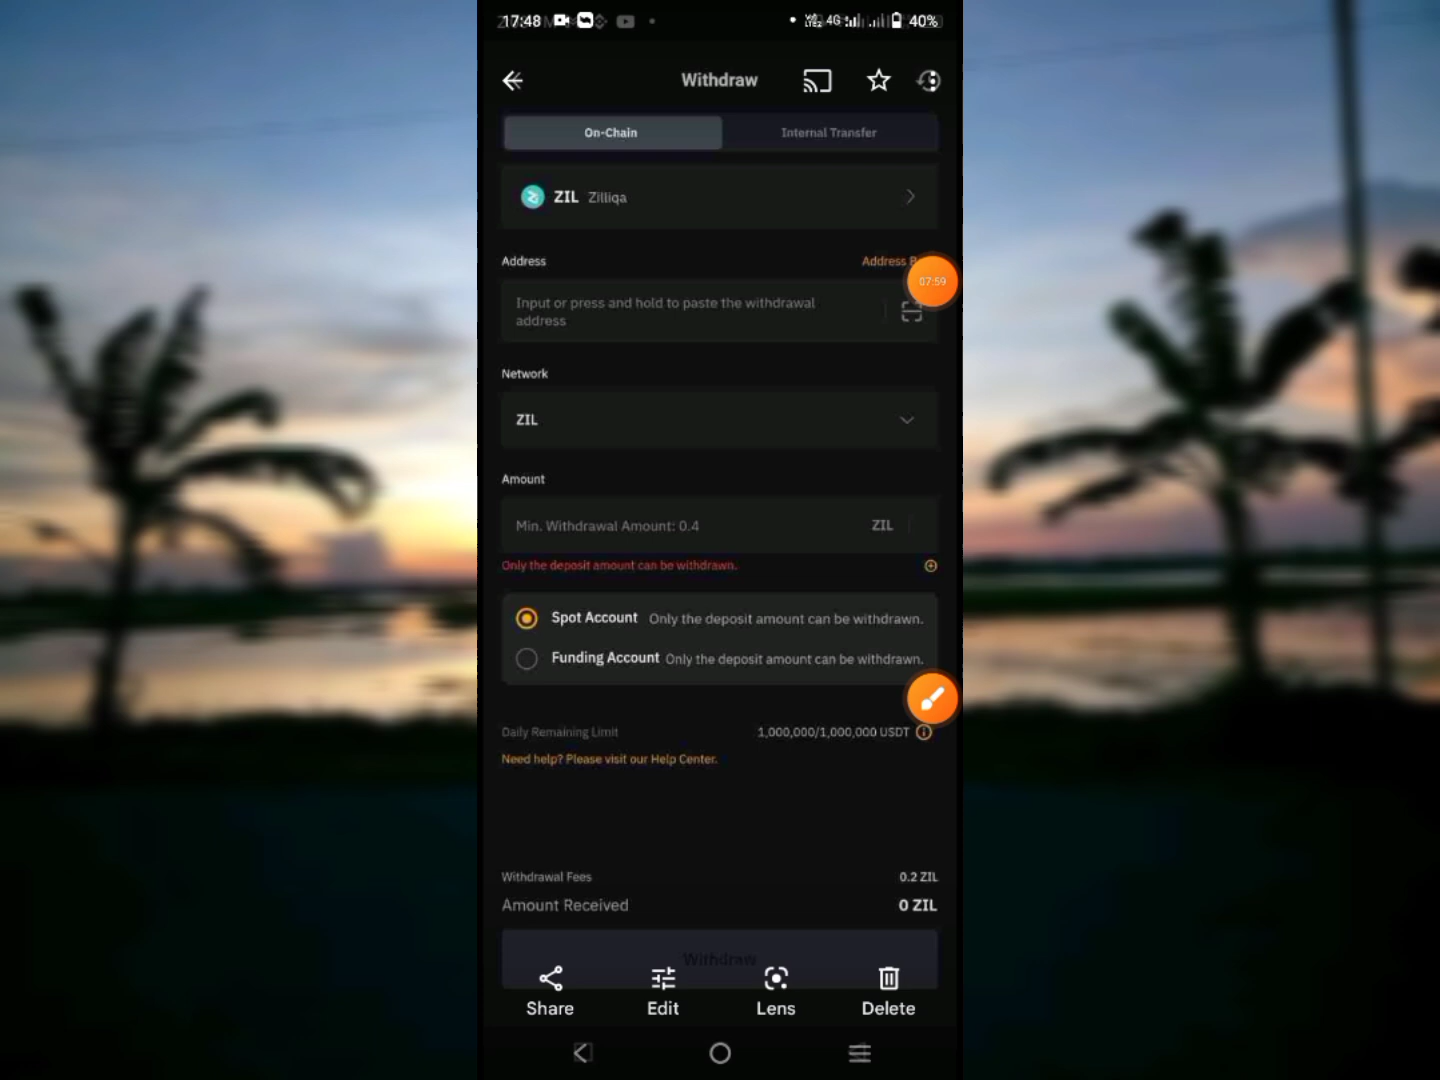 17:48
4G
40%
Withdraw
On-Chain
Internal Transfer
ZIL Zilliqa
Address
Address
07:59
Input or press and hold to paste the withdrawal
address
Network
ZIL
Amount
Min. Withdrawal Amount: 0.4
ZIL
Only the deposit amount can be withdrawn.
Spot Account Only the deposit amount can be withdrawn.
Funding Account Only the deposit amount can be withdrawn.
Daily Remaining Limit
1,000,000/1,000,000 USDT
Need help? Please visit our Help Center.
Withdrawal Fees
0.2 ZIL
Amount Received
0 ZIL
Withdraw
Share
Edit
Lens
Delete